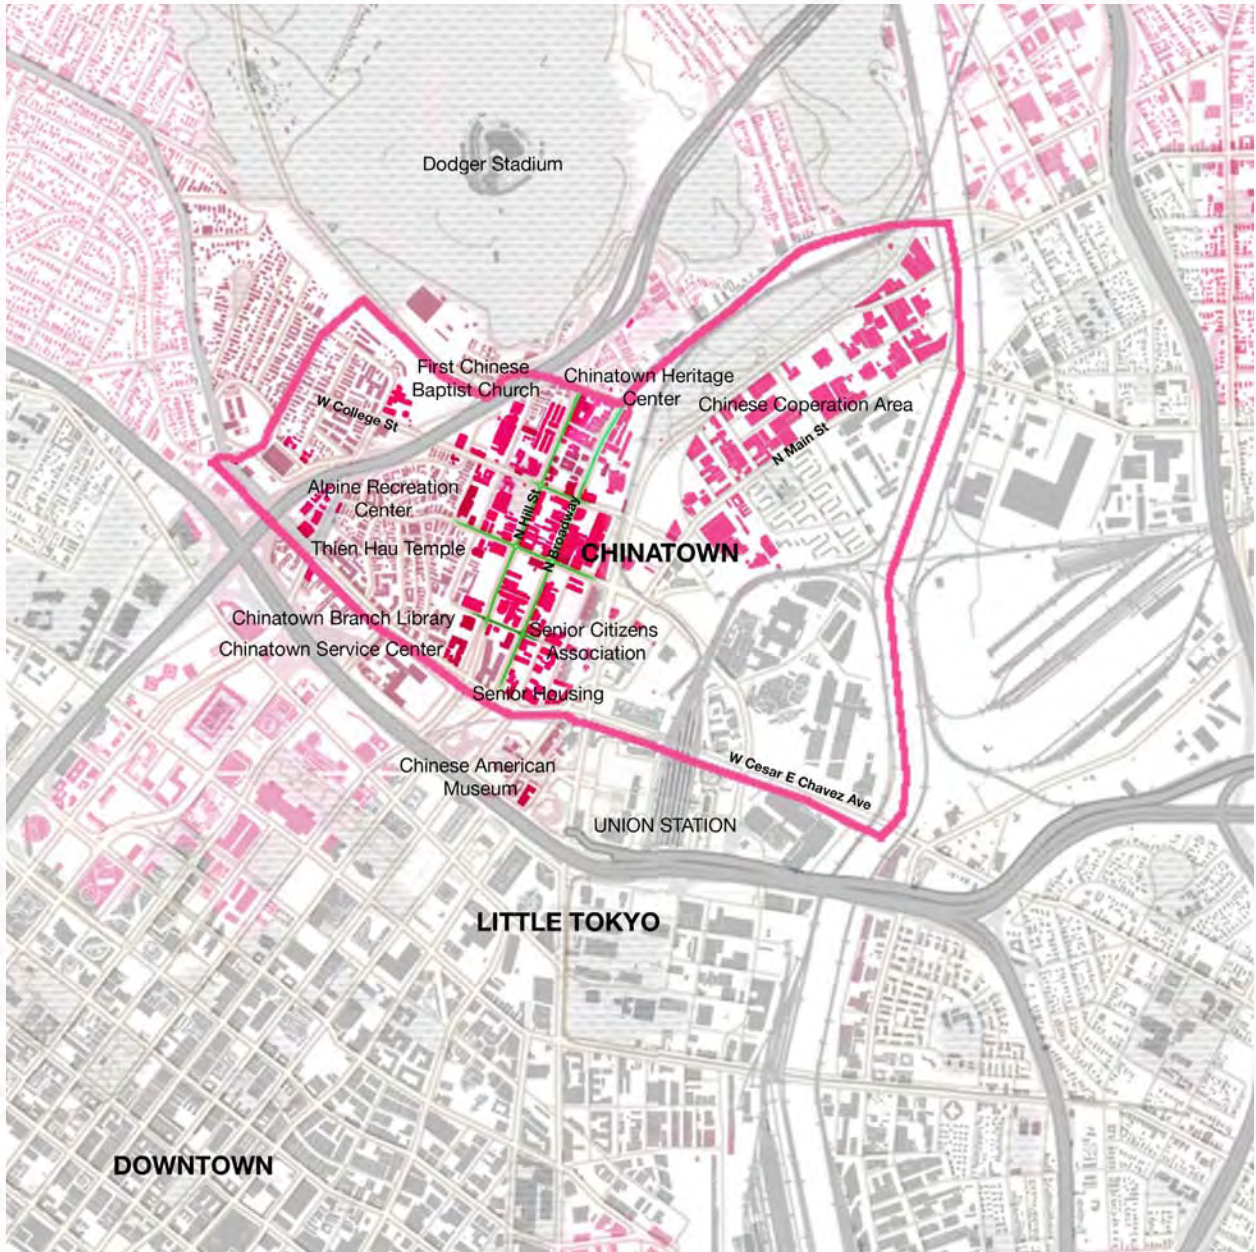 Dodger Stadium
First Chinese
Baptist Church
Chinatown Heritage
Center
W College St
Chinese Coperation Area
N Main St
Alpine Recreation
Center
N Hill St
N Broadway
Thien Hau Temple
CHINATOWN
Chinatown Branch Library
Senior Citizens
Association
Chinatown Service Center
Senior Housing
Chinese American
Museum
W Cesar E Chavez Ave
UNION STATION
LITTLE TOKYO
DOWNTOWN